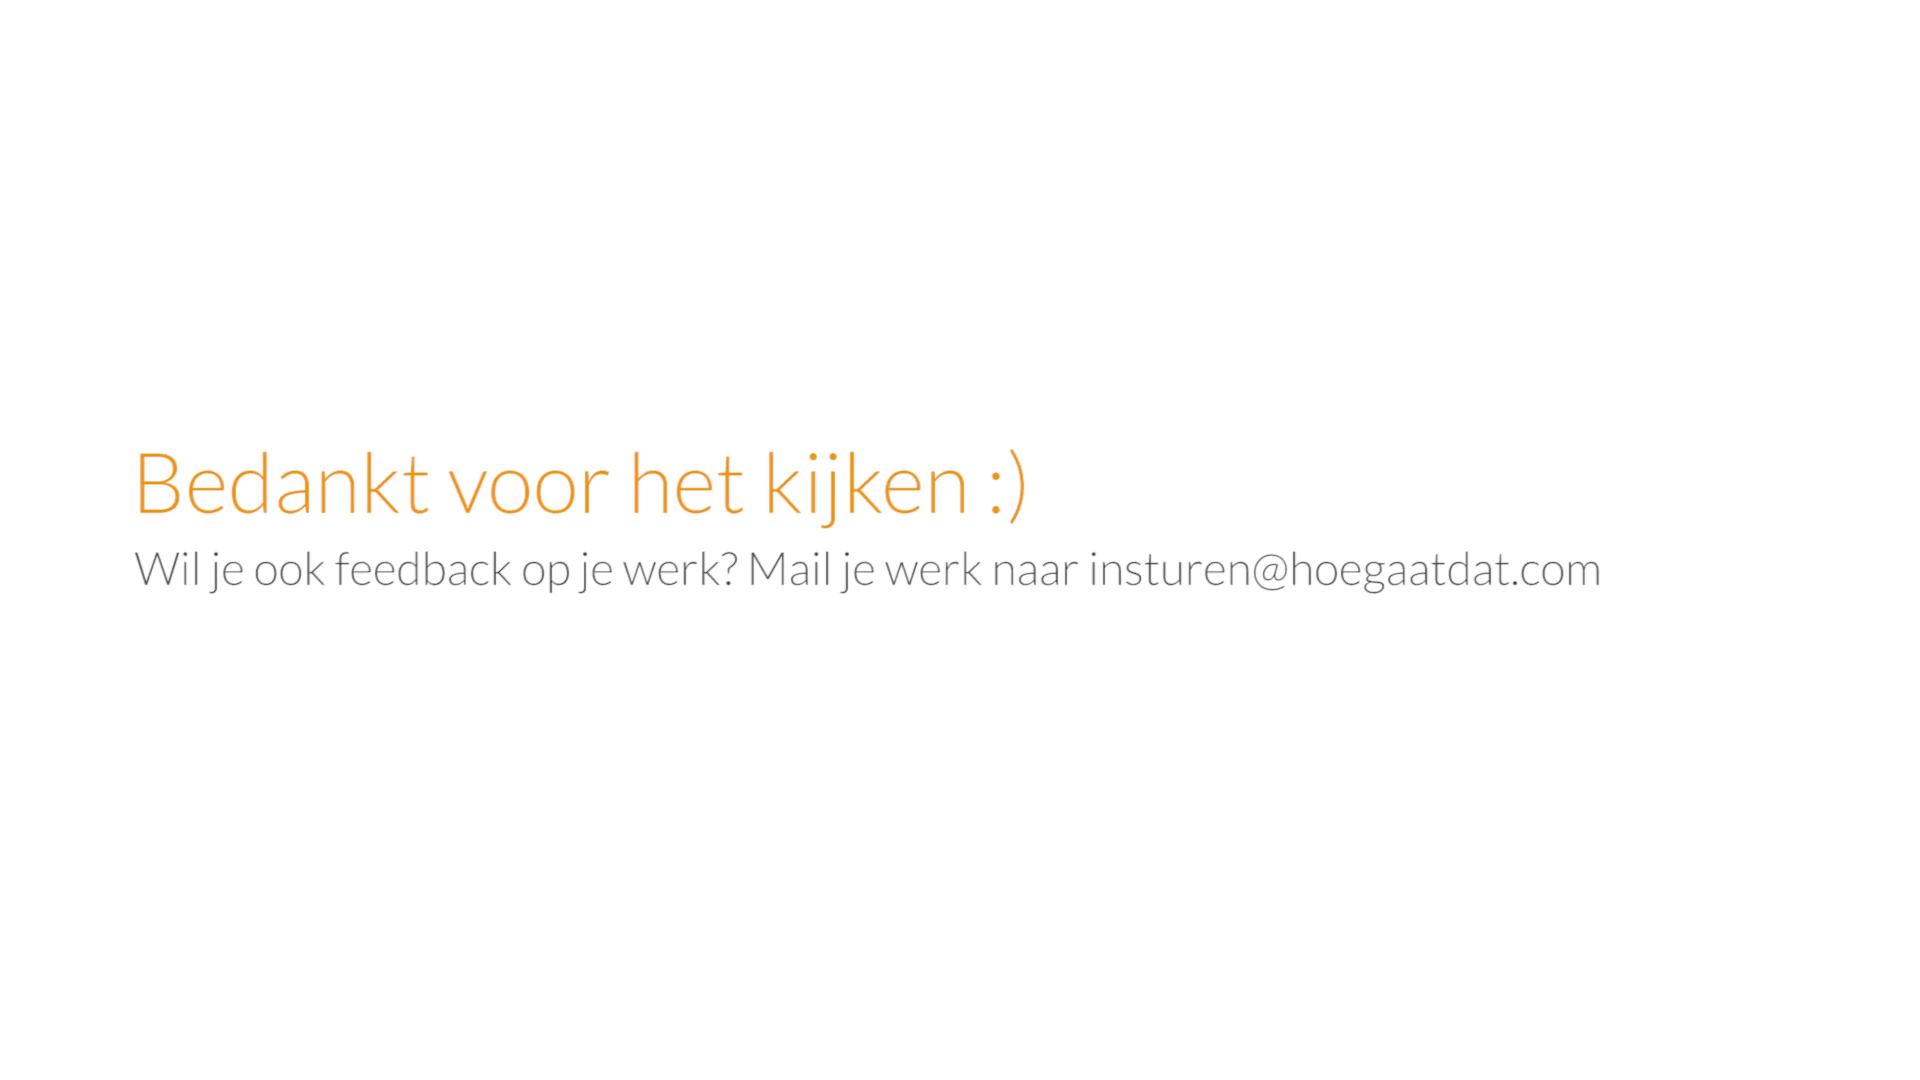 Bedankt voor het kijken :)
Wil je ook feedback op je werk? Mail je werk naar insturen@hoegaatdat.com